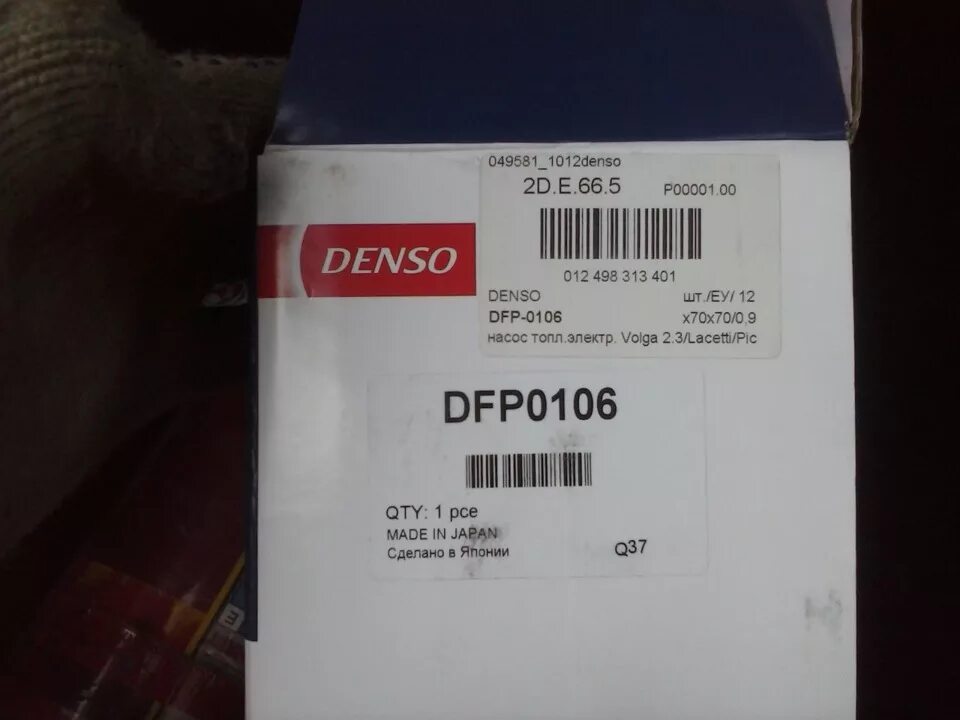 049581_1012denso
2D.E.66.5 P00001.00
012 498 313 401
DENSO
DENSO шт./ЕУ/ 12
DFP-0106 x70x70/0,9
насос топл.электр. Volga 2.3/Lacetti/Pic
DFP0106
QTY: 1 pce
MADE IN JAPAN
Сделано в Японии Q37